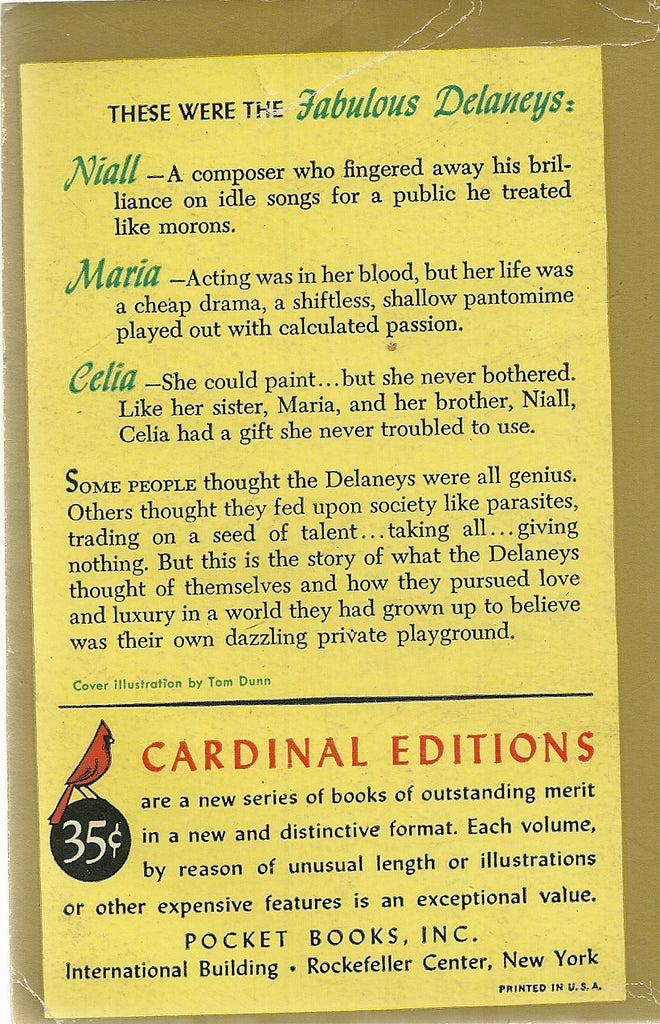 THESE WERE THE Fabulous Delaneys:
Niall —A composer who fingered away his bril-
liance on idle songs for a public he treated
like morons.
Maria —Acting was in her blood, but her life was
a cheap drama, a shiftless, shallow pantomime
played out with calculated passion.
Celia —She could paint...but she never bothered.
Like her sister, Maria, and her brother, Niall,
Celia had a gift she never troubled to use.
SOME PEOPLE thought the Delaneys were all genius.
Others thought they fed upon society like parasites,
trading on a seed of talent...taking all...giving
nothing. But this is the story of what the Delaneys
thought of themselves and how they pursued love
and luxury in a world they had grown up to believe
was their own dazzling private playground.
Cover illustration by Tom Dunn
CARDINAL EDITIONS
35¢
are a new series of books of outstanding merit
in a new and distinctive format. Each volume,
by reason of unusual length or illustrations
or other expensive features is an exceptional value.
POCKET BOOKS, INC.
International Building • Rockefeller Center, New York
PRINTED IN U. S. A.